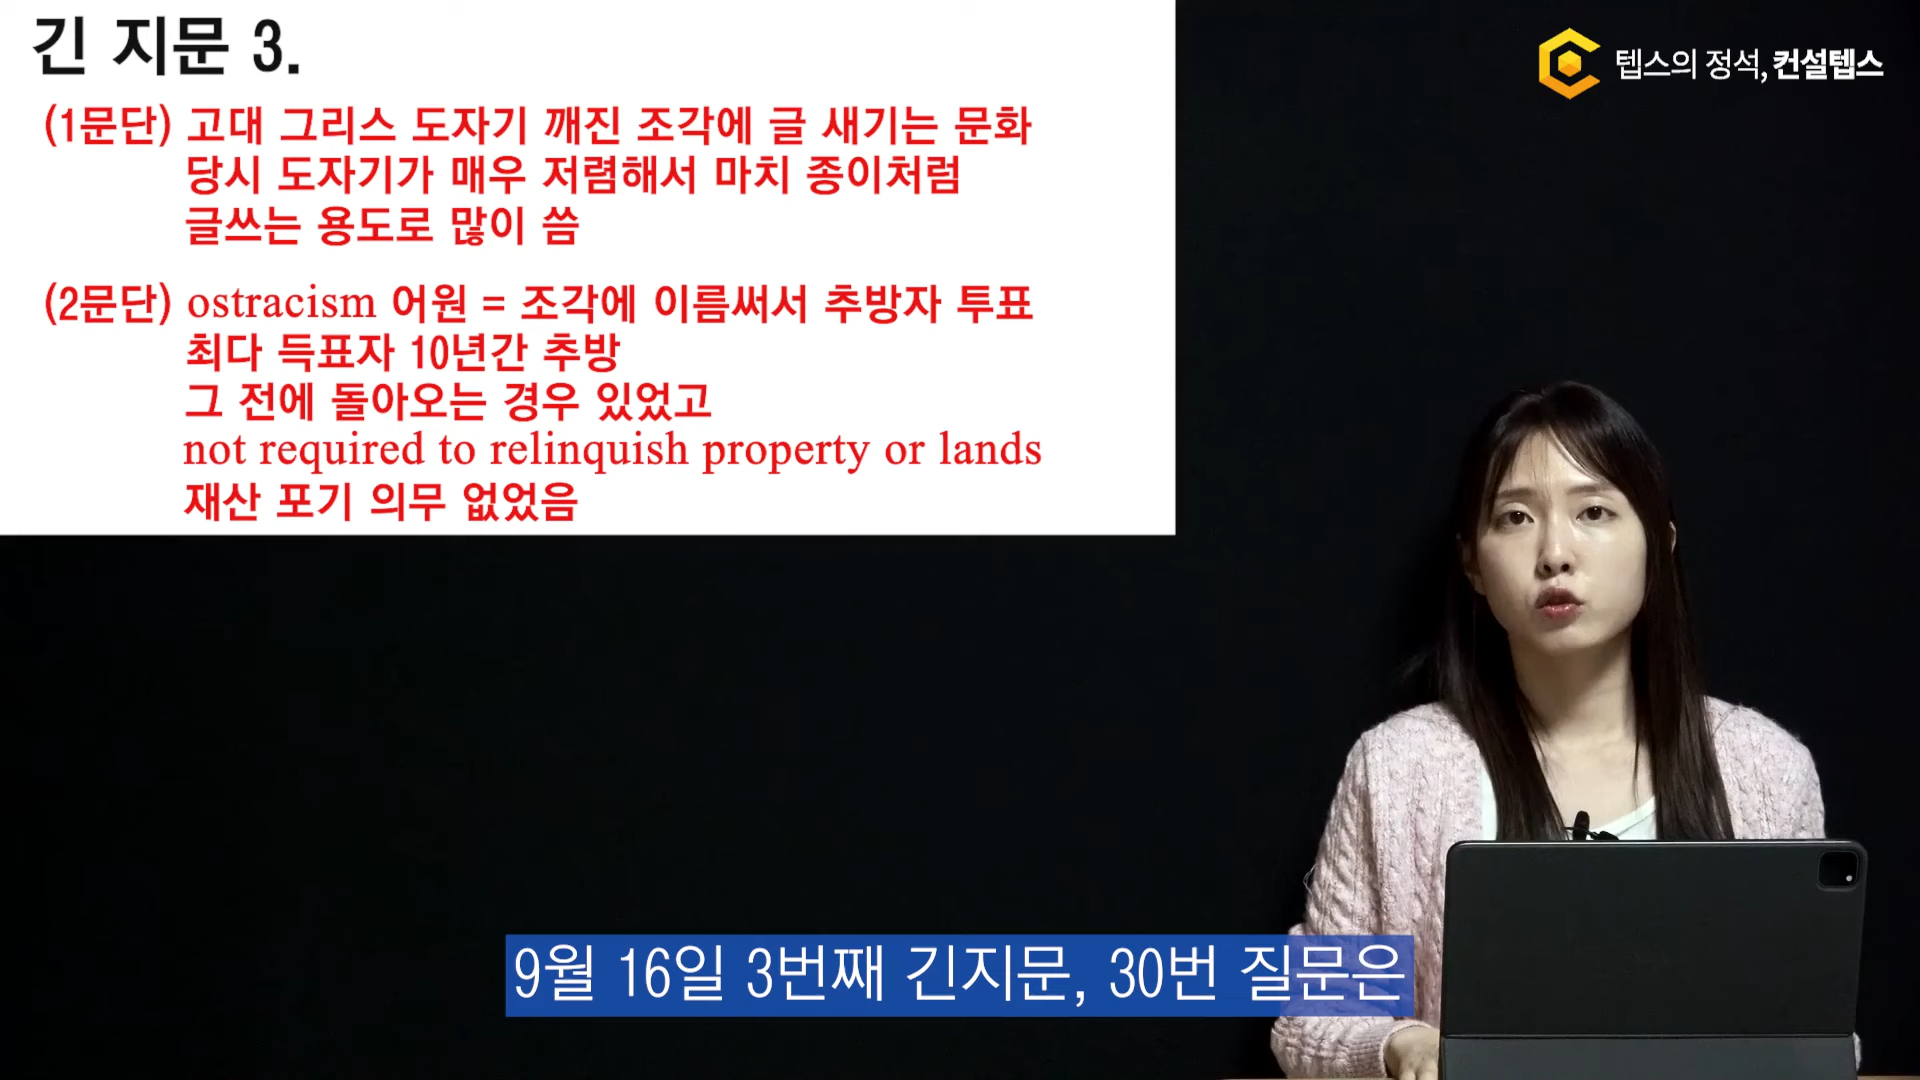 긴 지문 3.
텝스의 정석, 컨설텝스
(1문단) 고대 그리스 도자기 깨진 조각에 글 새기는 문화
당시 도자기가 매우 저렴해서 마치 종이처럼
글쓰는 용도로 많이 씀
(2문단) ostracism 어원 = 조각에 이름써서 추방자 투표
최다 득표자 10년간 추방
그 전에 돌아오는 경우 있었고
not required to relinquish property or lands
재산 포기 의무 없었음
9월 16일 3번째 긴지문, 30번 질문은